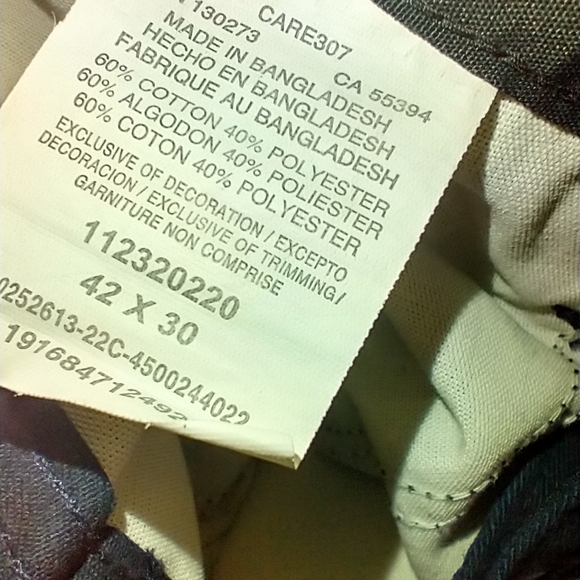 CARE307
130273 CA 55394
MADE IN BANGLADESH
HECHO EN BANGLADESH
FABRIQUE AU BANGLADESH
60% COTTON 40% POLYESTER
60% ALGODON 40% POLIESTER
60% COTON 40% POLYESTER
EXCLUSIVE OF DECORATION / EXCEPTO
DECORACION / EXCLUSIVE OF TRIMMING /
GARNITURE NON COMPRISE
112320220
42 X 30
0252613-22C-4500244022
191684712492